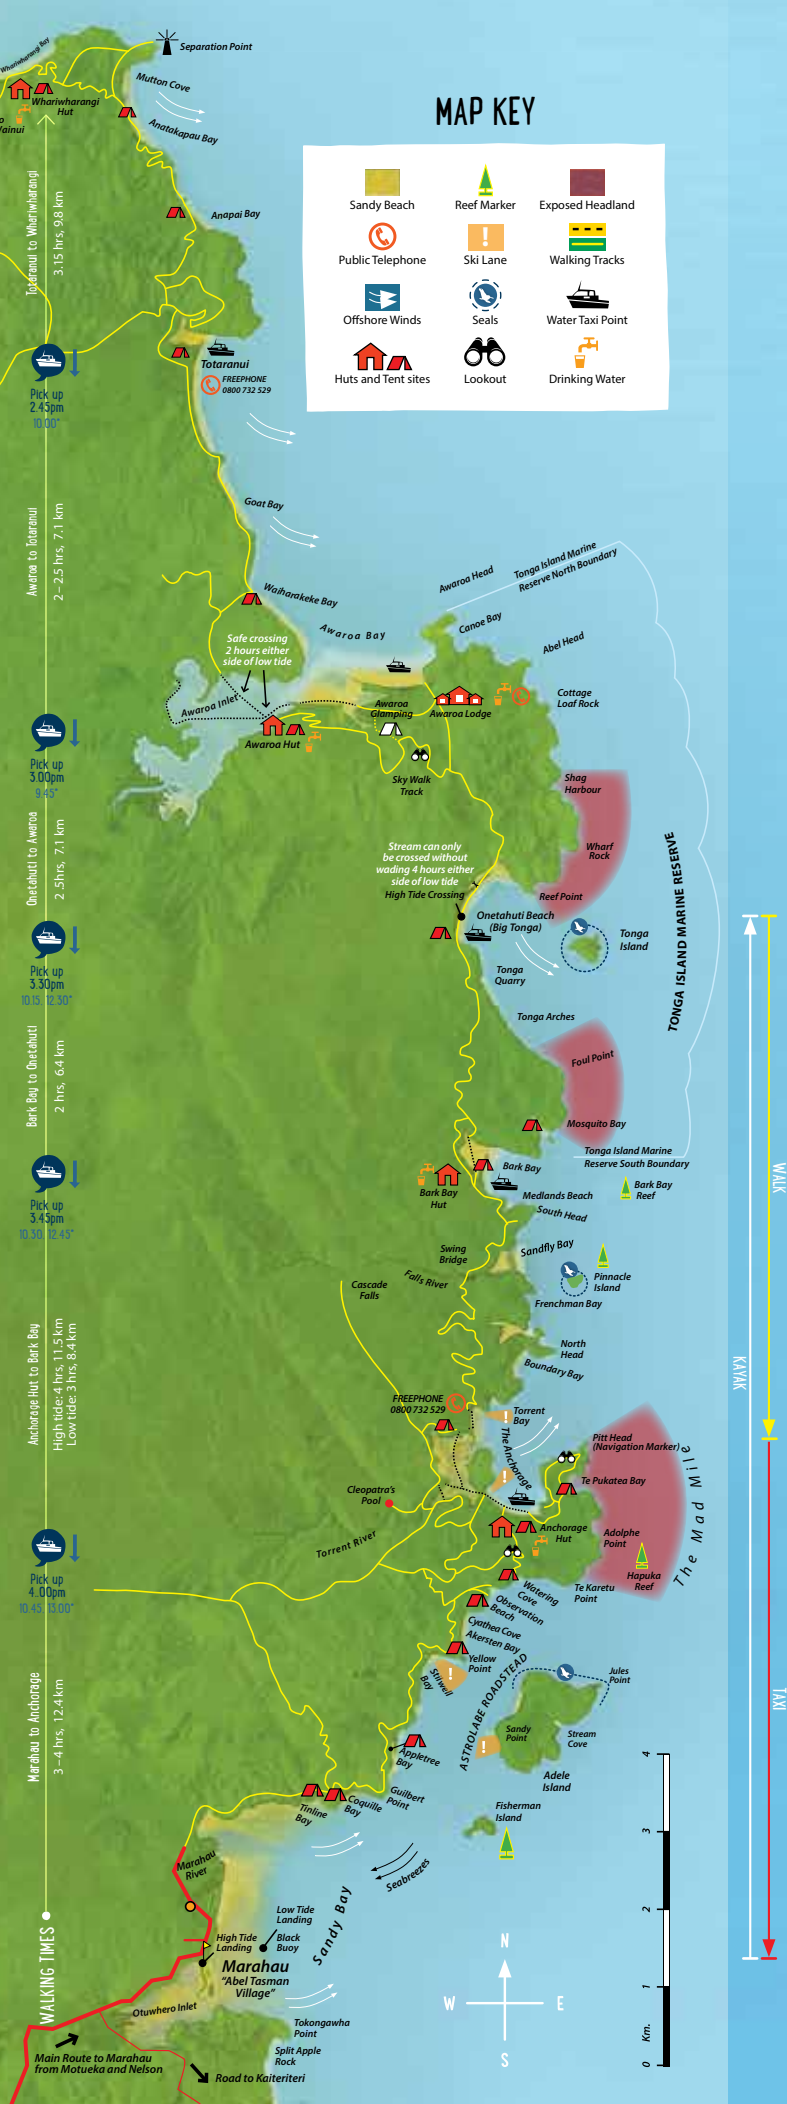 Whariwharangi Bay
Separation Point
Mutton Cove
Whariwharangi
Hut
Anatakapau Bay
MAP KEY
Sandy Beach
Reef Marker
Exposed Headland
Public Telephone
Ski Lane
Walking Tracks
Offshore Winds
Seals
Water Taxi Point
Huts and Tent sites
Lookout
Drinking Water
Totaranui to Whariwharangi
3.15 hrs, 9.8 km
Anapai Bay
Totaranui
FREEPHONE
0800 732 529
Pick up
2.45pm
10.00*
Goat Bay
Awaroa to Totaranui
2 – 2.5 hrs, 7.1 km
Waiharakeke Bay
Awaroa Head
Tonga Island Marine
Reserve North Boundary
Canoe Bay
Abel Head
Awaroa Bay
Safe crossing
2 hours either
side of low tide
Awaroa Inlet
Awaroa Hut
Awaroa
Glamping
Awaroa Lodge
Cottage
Loaf Rock
Sky Walk
Track
Pick up
3.00pm
9.45*
Shag
Harbour
Wharf
Rock
Reef Point
Onetahuti to Awaroa
2.5hrs, 7.1 km
Stream can only
be crossed without
wading 4 hours either
side of low tide
High Tide Crossing
Onetahuti Beach
(Big Tonga)
Tonga
Island
TONGA ISLAND MARINE RESERVE
Tonga
Quarry
Pick up
3.30pm
10.15, 12.30*
Tonga Arches
Foul Point
Mosquito Bay
Bark Bay to Onetahuti
2 hrs, 6.4 km
Tonga Island Marine
Reserve South Boundary
Bark Bay
Bark Bay
Hut
Medlands Beach
Bark Bay
Reef
South Head
Pick up
3.45pm
10.30, 12.45*
WALK
Swing
Bridge
Sandfly Bay
Falls River
Cascade
Falls
Pinnacle
Island
Frenchman Bay
North
Head
Boundary Bay
KAYAK
Anchorage Hut to Bark Bay
High tide: 4 hrs, 11.5 km
Low tide: 3 hrs, 8.4 km
FREEPHONE
0800 732 529
Torrent
Bay
The Anchorage
Pitt Head
(Navigation Marker)
Te Pukatea Bay
The Mad Mile
Cleopatra's
Pool
Torrent River
Anchorage
Hut
Adolphe
Point
Hapuka
Reef
Te Karetu
Point
Watering
Cove
Observation
Beach
Cyathea Cove
Akersten Bay
Yellow
Point
Stilwell
Bay
Pick up
4.00pm
10.45, 13.00*
Marahau to Anchorage
3 – 4 hrs, 12.4 km
ASTROLABE ROADSTEAD
Jules
Point
Sandy
Point
Stream
Cove
Adele
Island
TAXI
Appletree
Bay
Guilbert
Point
Coquille
Bay
Tinline
Bay
Fisherman
Island
Marahau
River
Seabreezes
Sandy Bay
Low Tide
Landing
Black
Buoy
High Tide
Landing
Marahau
"Abel Tasman
Village"
WALKING TIMES
Otuwhero Inlet
Tokongawha
Point
Split Apple
Rock
Main Route to Marahau
from Motueka and Nelson
Road to Kaiteriteri
N
W
E
S
4
3
2
1
0
Km.